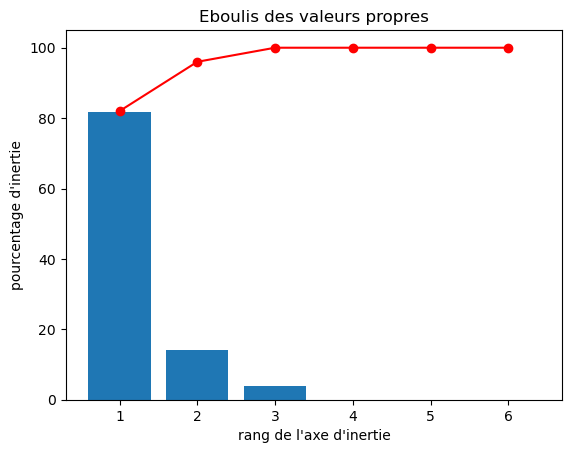 Eboulis des valeurs propres
100
80
60
40
20
0
pourcentage d'inertie
1 2 3 4 5 6
rang de l'axe d'inertie